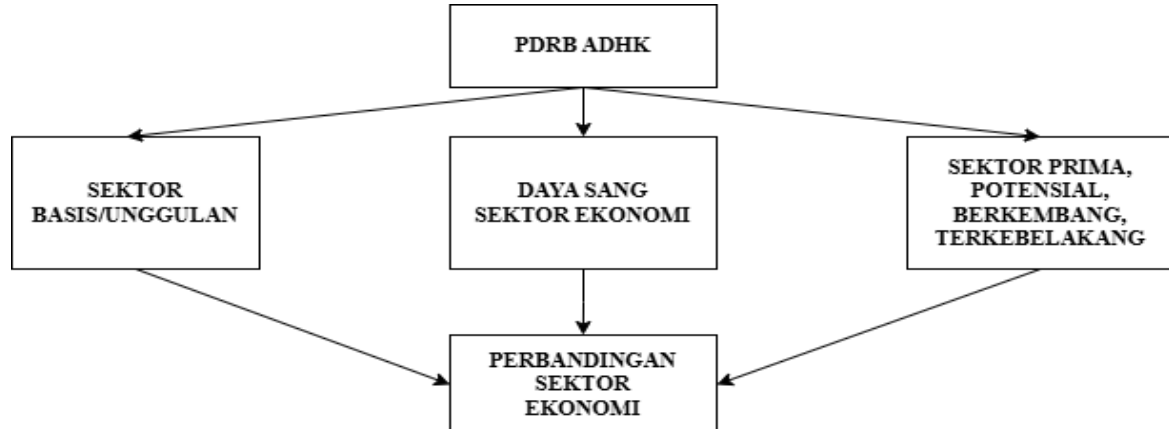 PDRB ADHK
SEKTOR
BASIS/UNGGULAN
DAYA SANG
SEKTOR EKONOMI
SEKTOR PRIMA,
POTENSIAL,
BERKEMBANG,
TERKEBELAKANG
PERBANDINGAN
SEKTOR
EKONOMI